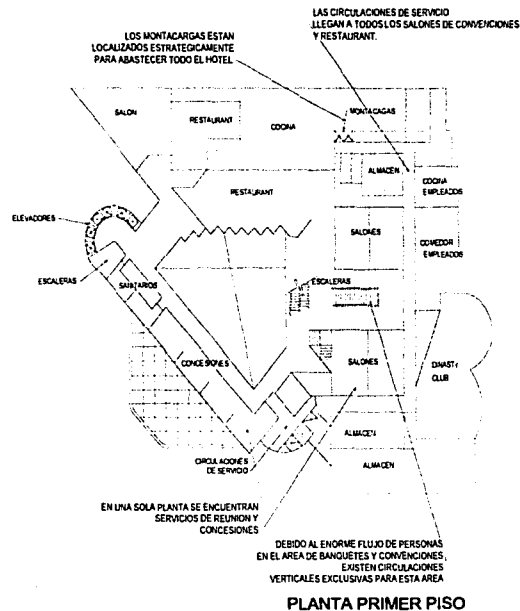 LAS CIRCULACIONES DE SERVICIO
LLEGAN A TODOS LOS SALONES DE CONVENCIONES
Y RESTAURANT.
LOS MONTACARGAS ESTAN
LOCALIZADOS ESTRATEGICAMENTE
PARA ABASTECER TODO EL HOTEL
SALON
RESTAURANT
COCINA
MONTACAGAS
ALMACEN
COCINA
EMPLEADOS
RESTAURANT
ELEVADORES
SALONES
COMEDOR
EMPLEADOS
ESCALERAS
SANITARIOS
ESCALERAS
CONCESIONES
SALONES
DINASTY
CLUB
CIRCULACIONES
DE SERVICIO
ALMACEN
ALMACEN
EN UNA SOLA PLANTA SE ENCUENTRAN
SERVICIOS DE REUNION Y
CONCESIONES
DEBIDO AL ENORME FLUJO DE PERSONAS
EN EL AREA DE BANQUETES Y CONVENCIONES,
EXISTEN CIRCULACIONES
VERTICALES EXCLUSIVAS PARA ESTA AREA
PLANTA PRIMER PISO